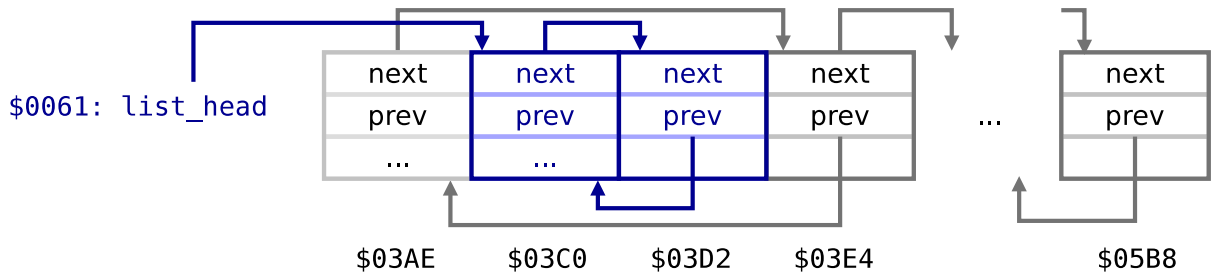 next next next next next
$0061: list_head prev prev prev prev ... prev
... ...
$03AE $03C0 $03D2 $03E4 $05B8